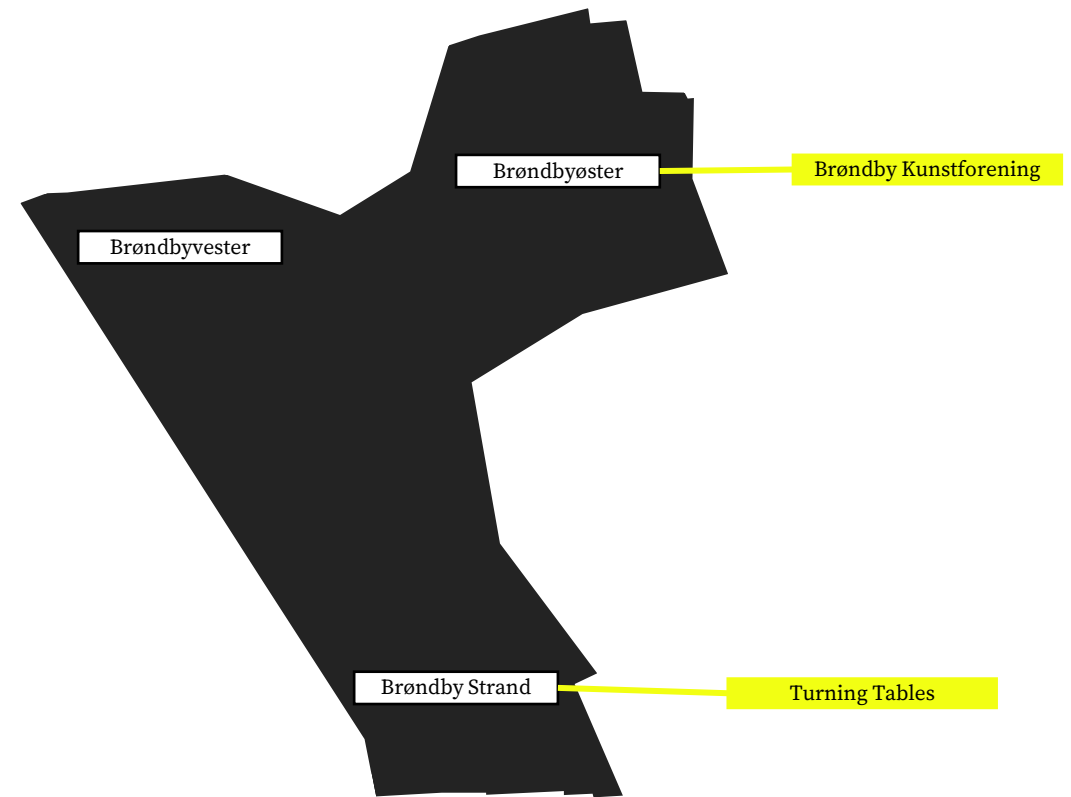 Brøndbyøster
Brøndby Kunstforening
Brøndbyvester
Brøndby Strand
Turning Tables